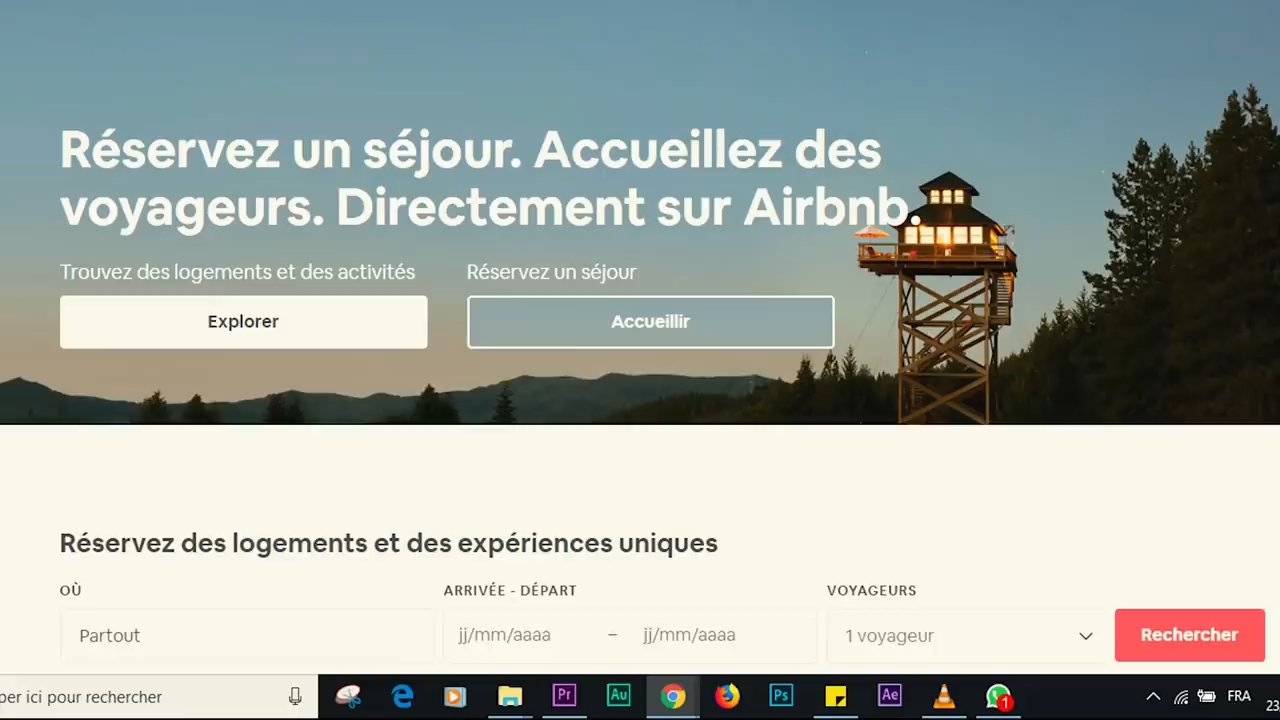 Réservez un séjour. Accueillez des
voyageurs. Directement sur Airbnb.
Trouvez des logements et des activités
Réservez un séjour
Explorer
Accueillir
Réservez des logements et des expériences uniques
OÙ
ARRIVÉE - DÉPART
VOYAGEURS
Partout
jj/mm/aaaa – jj/mm/aaaa
1 voyageur
Rechercher
per ici pour rechercher
Pr
Au
Ps
Ae
1
FRA
23